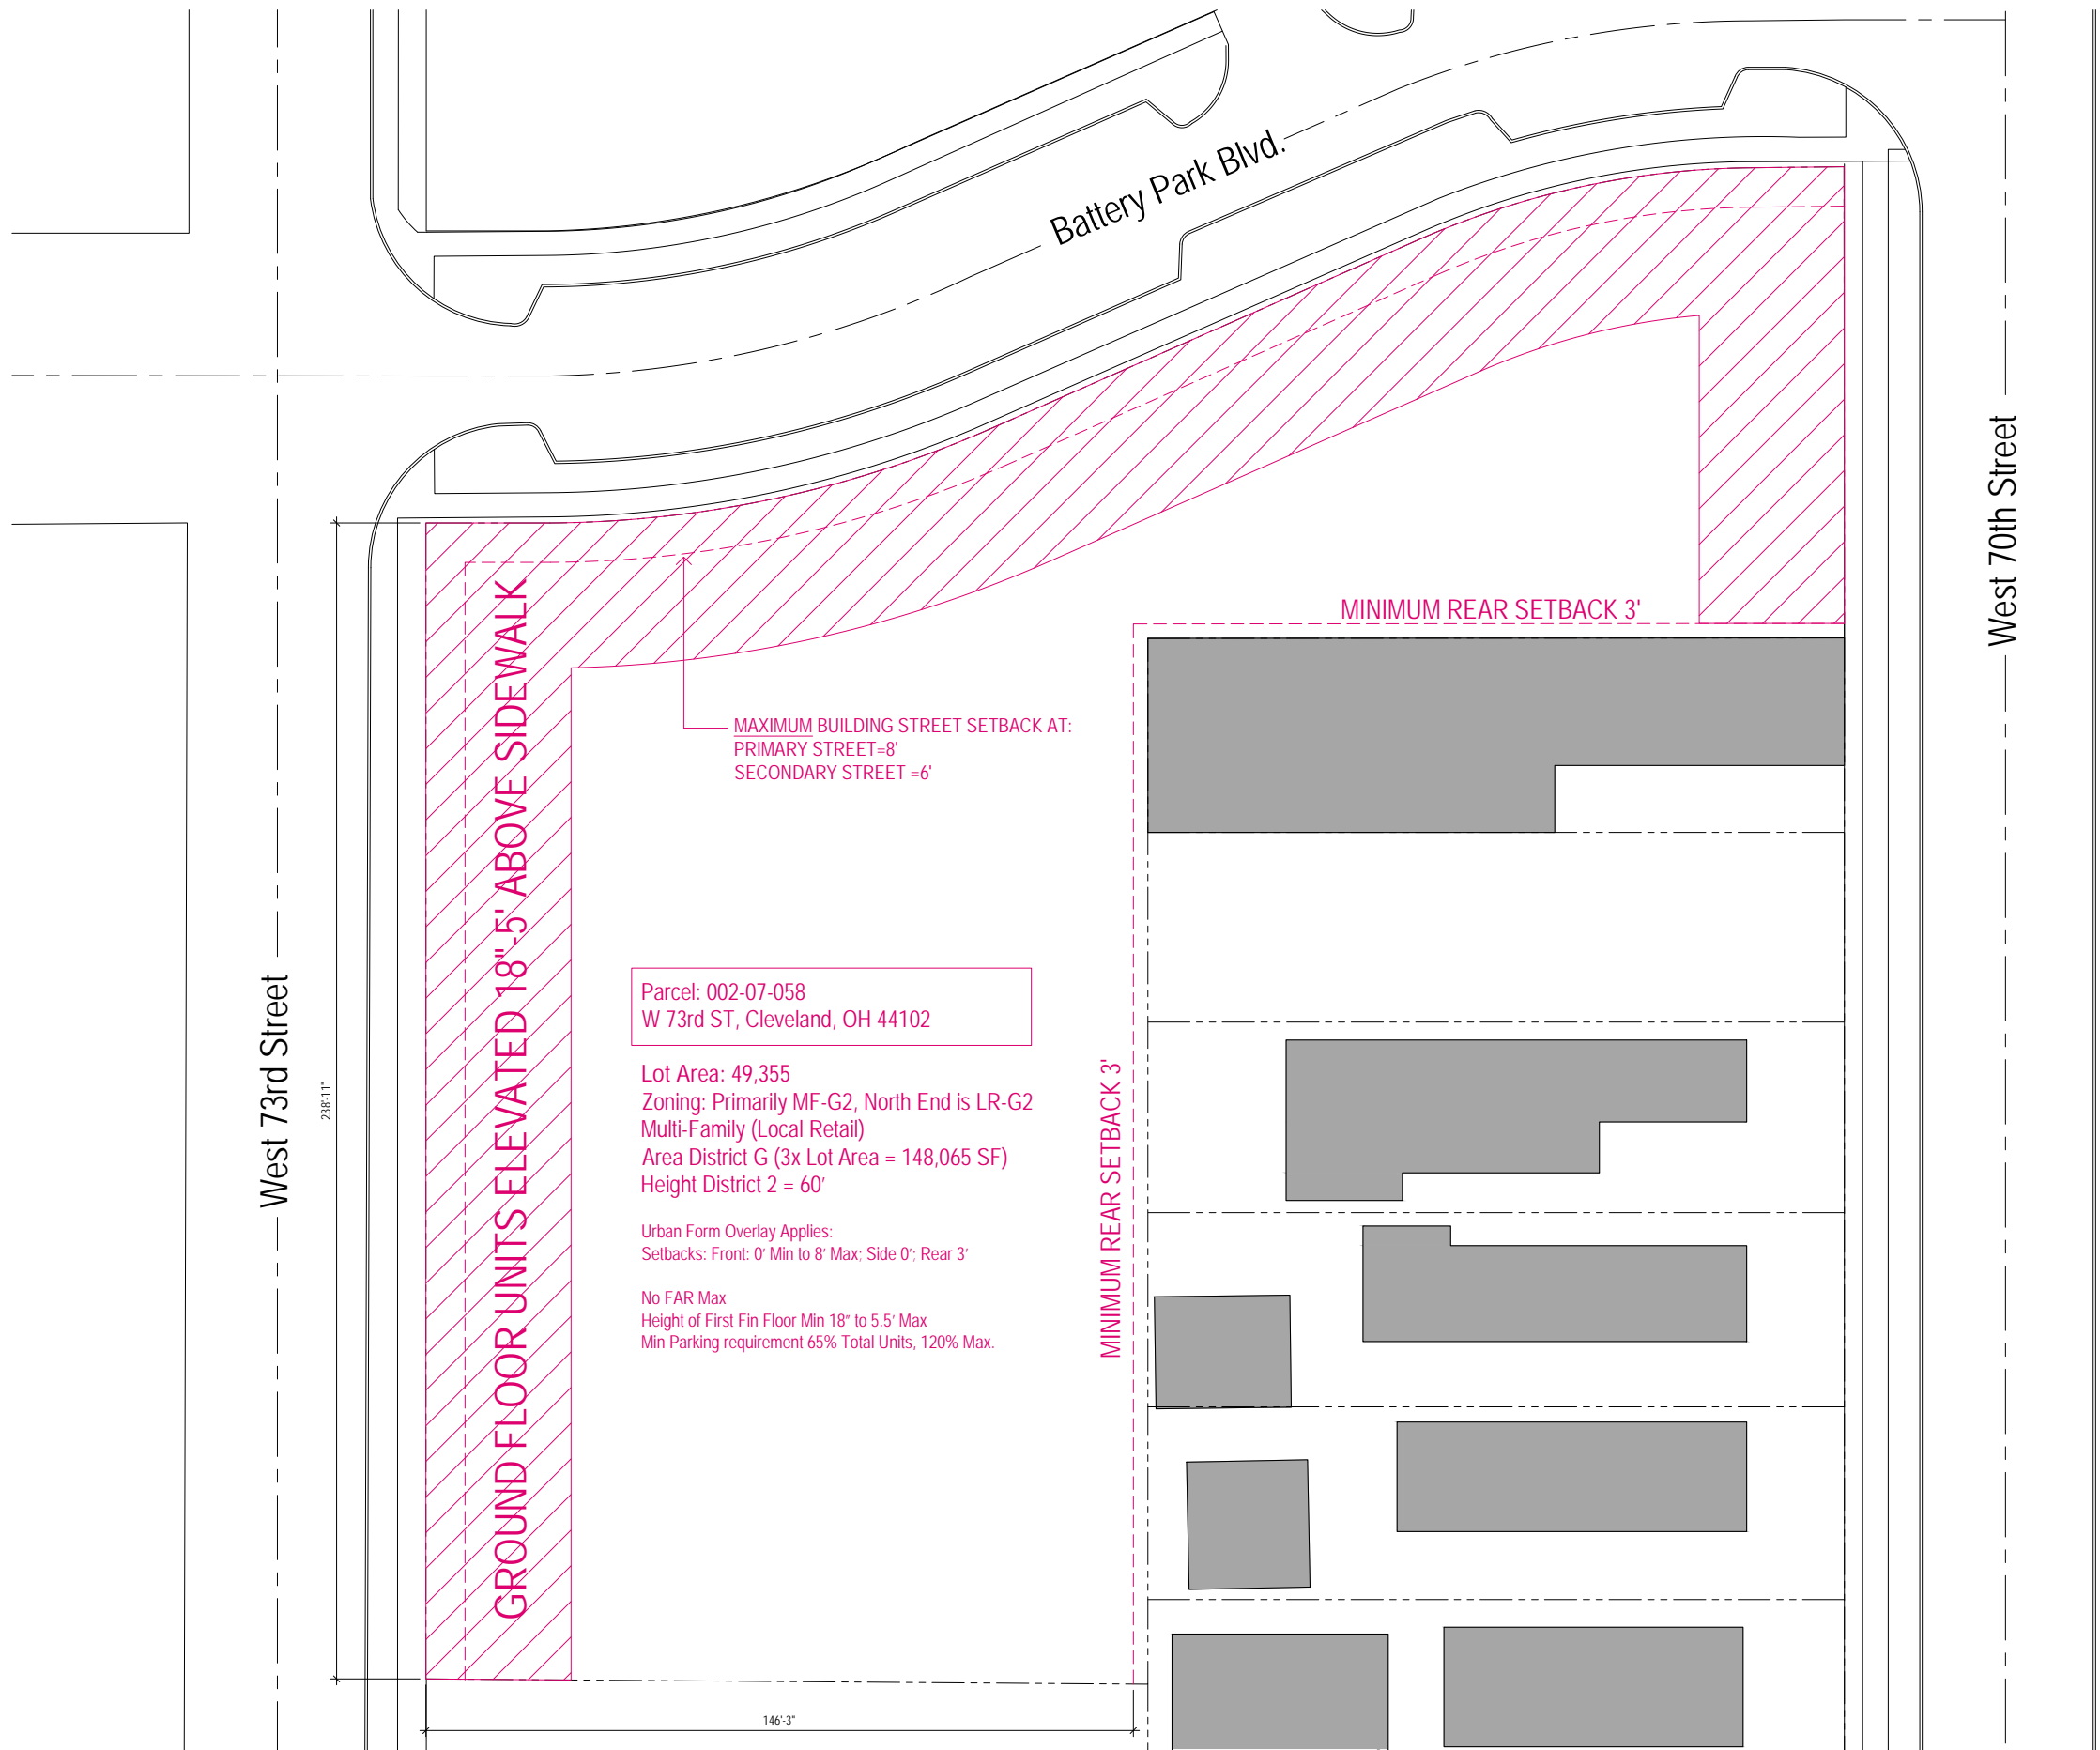 Battery Park Blvd.
West 70th Street
MINIMUM REAR SETBACK 3'
GROUND FLOOR UNITS ELEVATED 18"-5' ABOVE SIDEWALK
MAXIMUM BUILDING STREET SETBACK AT:
PRIMARY STREET=8'
SECONDARY STREET =6'
West 73rd Street
238'-11"
Parcel: 002-07-058
W 73rd ST, Cleveland, OH 44102
Lot Area: 49,355
Zoning: Primarily MF-G2, North End is LR-G2
Multi-Family (Local Retail)
Area District G (3x Lot Area = 148,065 SF)
Height District 2 = 60'
Urban Form Overlay Applies:
Setbacks: Front: 0' Min to 8' Max; Side 0'; Rear 3'
No FAR Max
Height of First Fin Floor Min 18" to 5.5' Max
Min Parking requirement 65% Total Units, 120% Max.
MINIMUM REAR SETBACK 3'
146'-3"